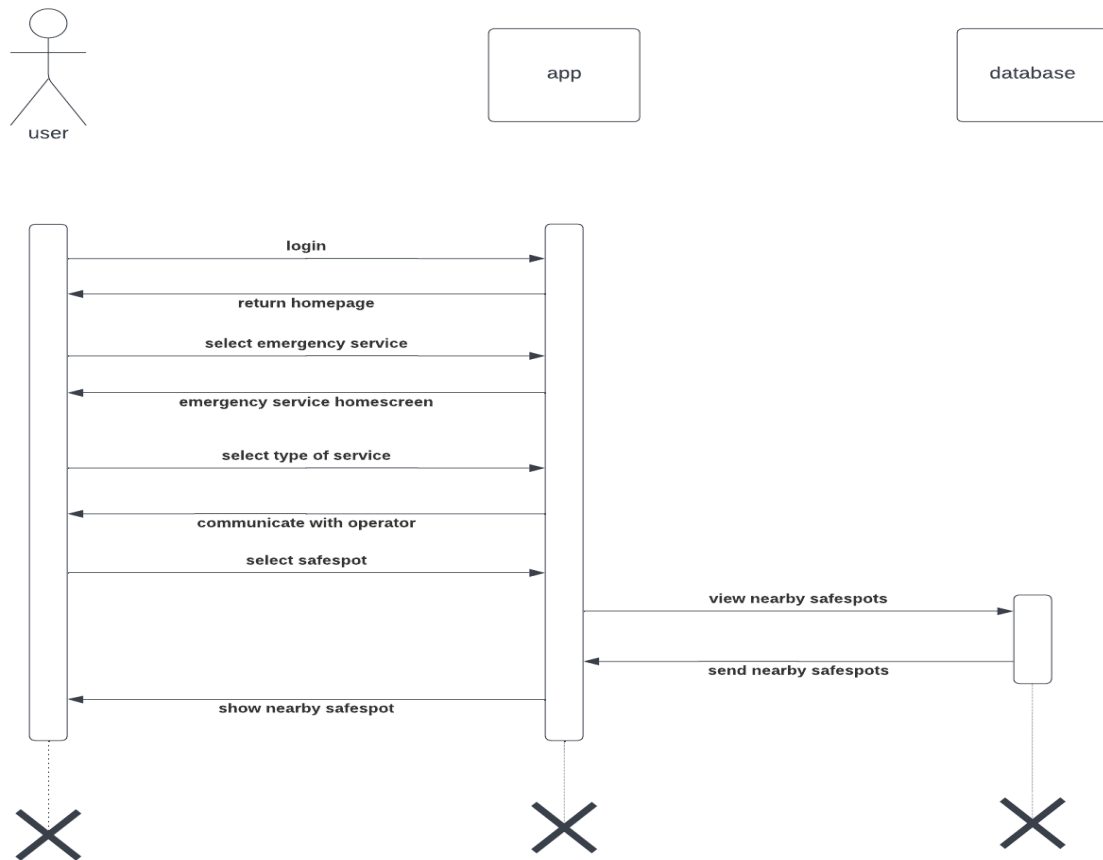 app
database
user
login
return homepage
select emergency service
emergency service homescreen
select type of service
communicate with operator
select safespot
view nearby safespots
send nearby safespots
show nearby safespot